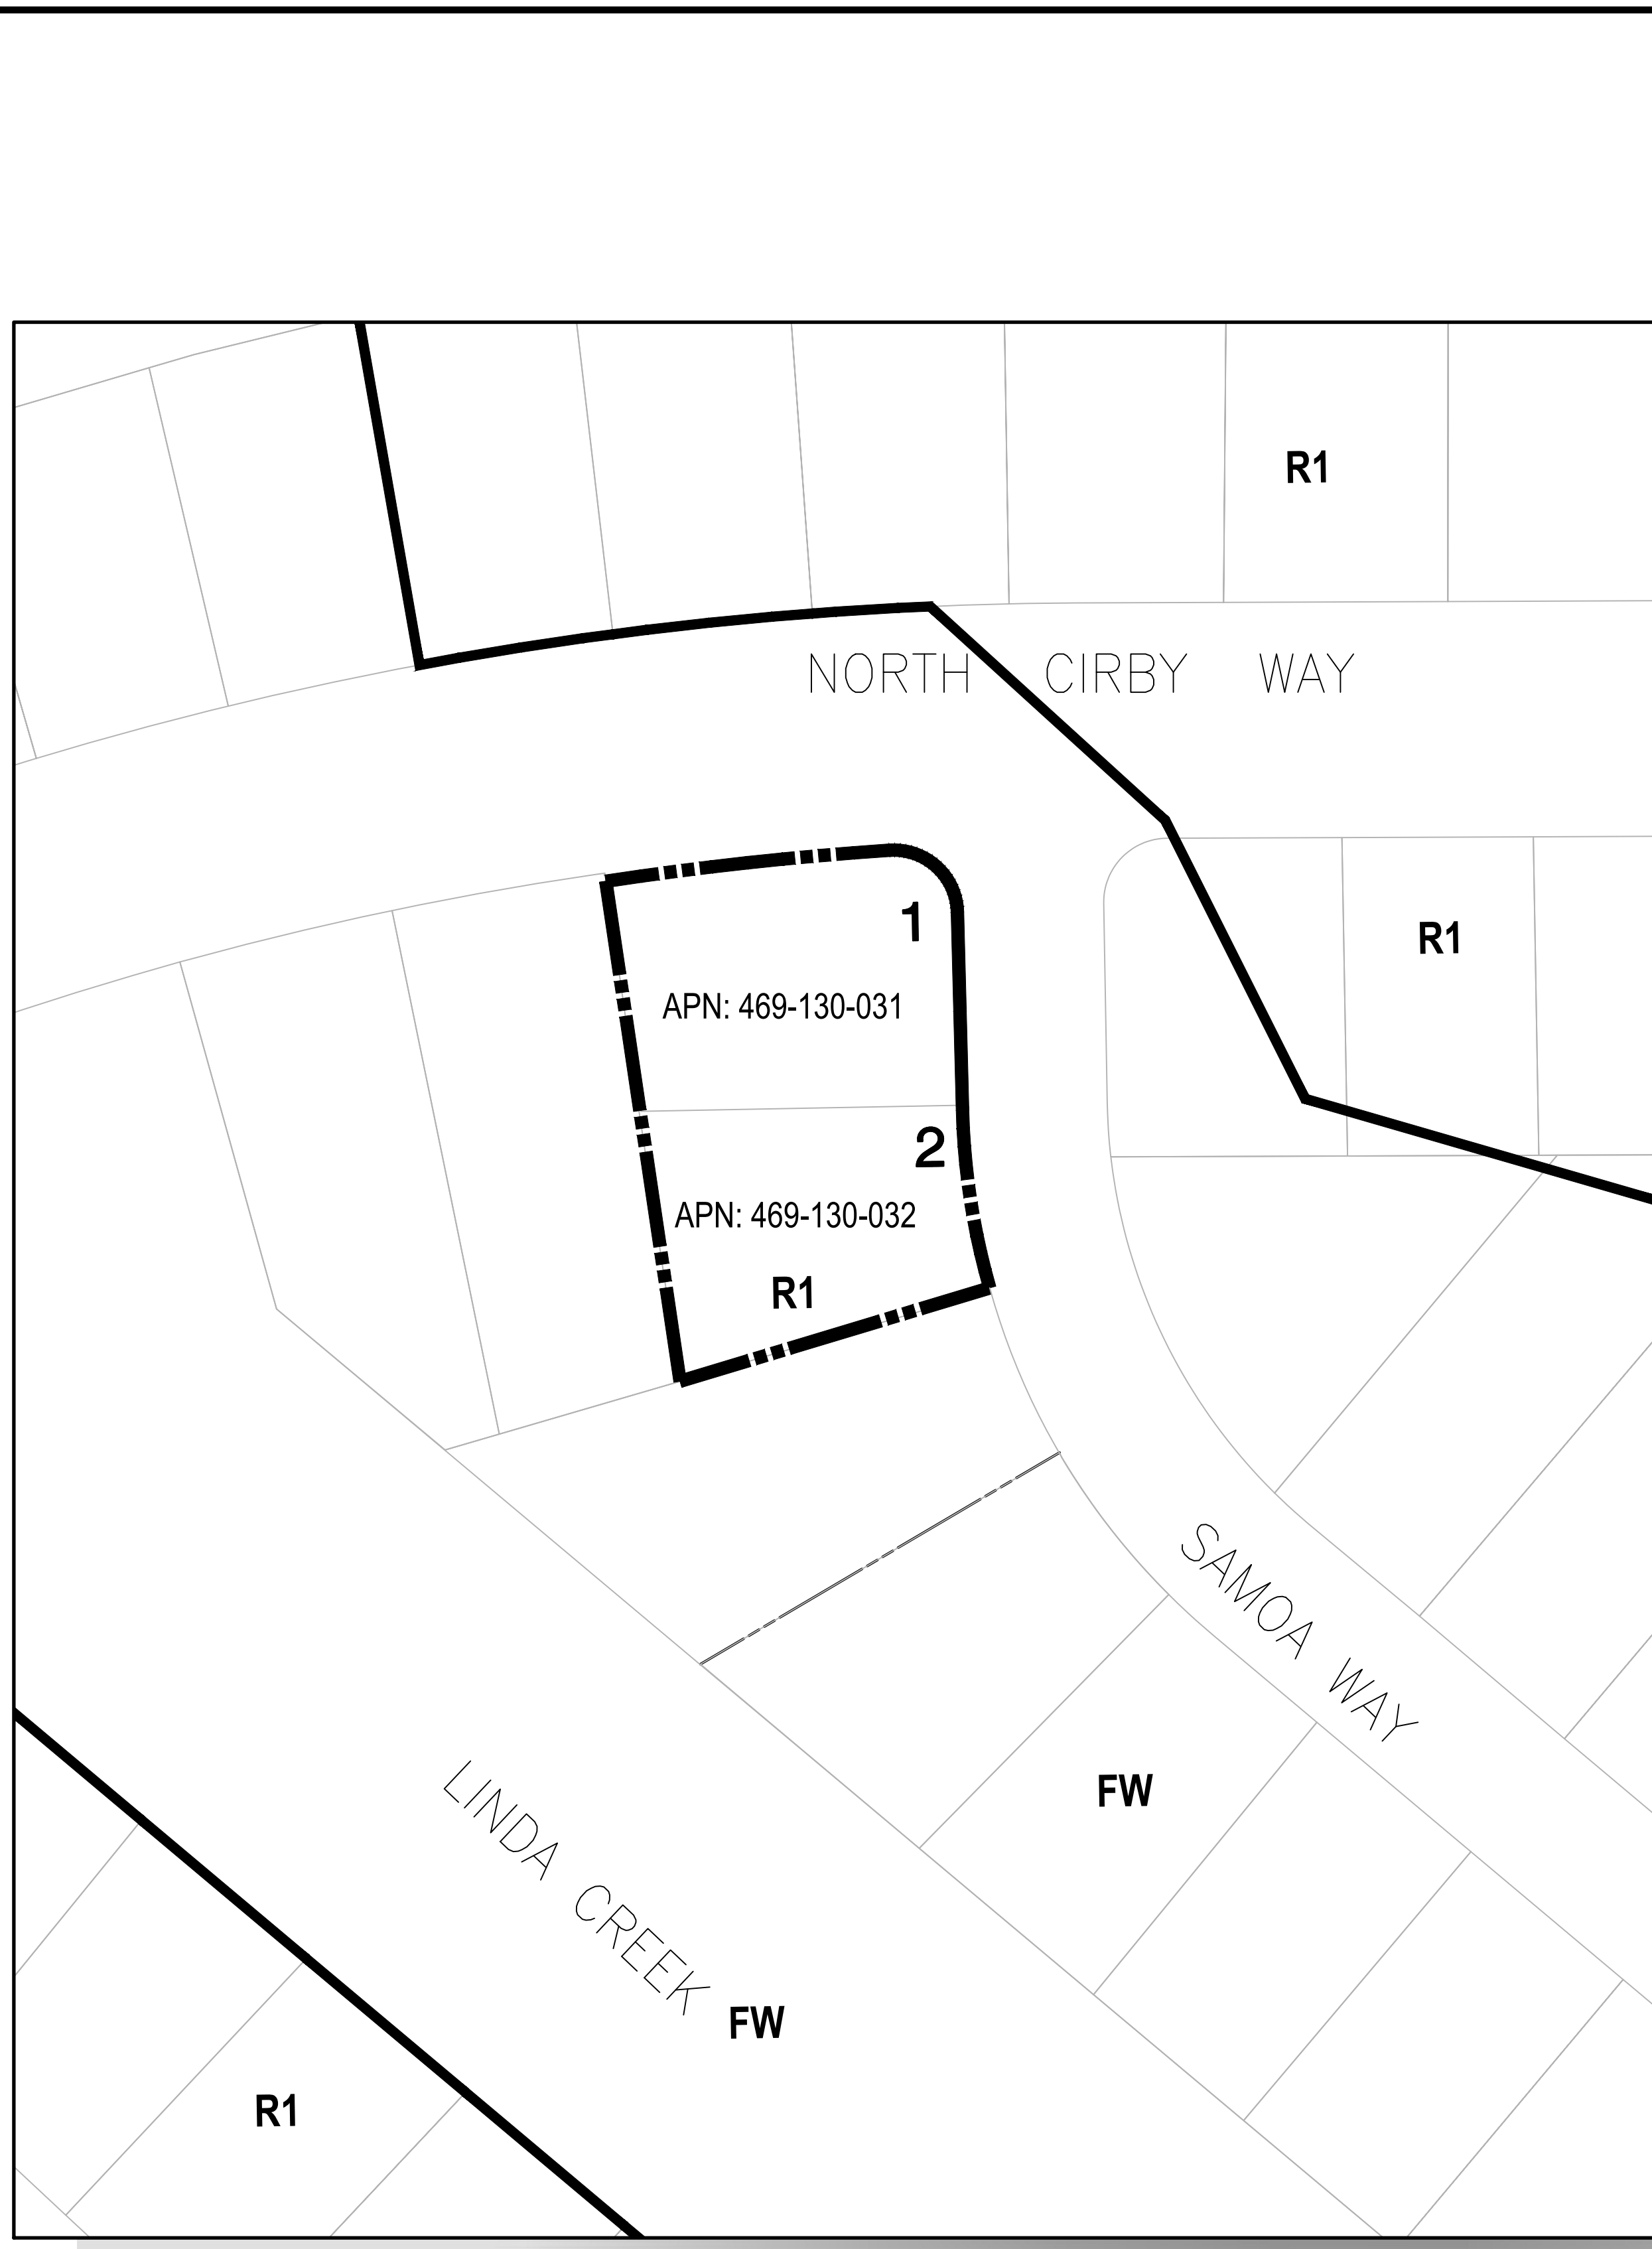 R1
NORTH CIRBY WAY
1
R1
APN: 469-130-031
2
APN: 469-130-032
R1
SAMOA WAY
FW
LINDA CREEK
FW
R1